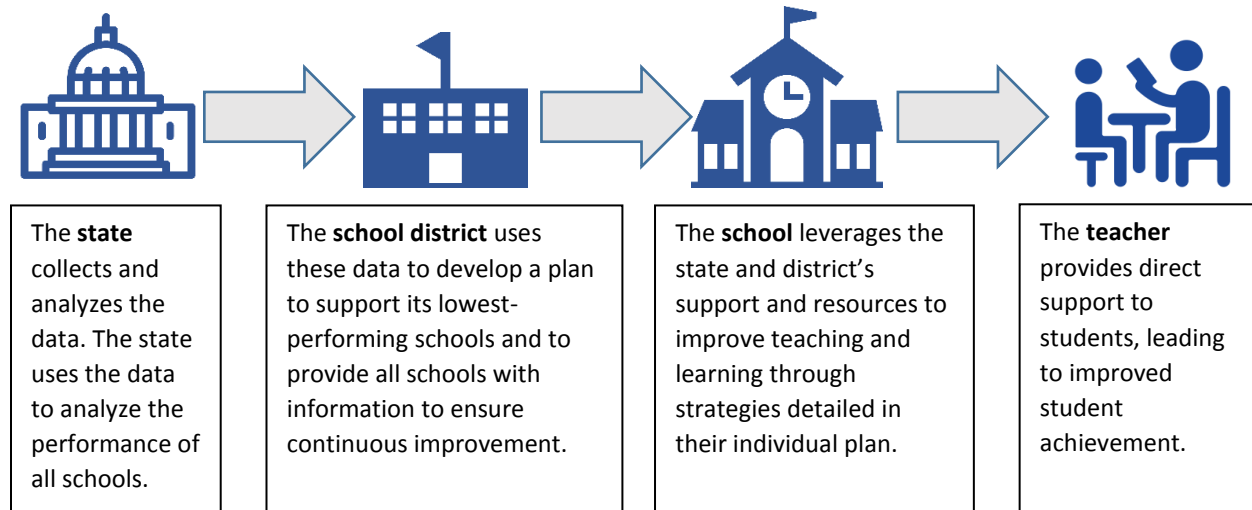 The state
collects and
analyzes the
data. The state
uses the data
to analyze the
performance of
all schools.
The school district uses
these data to develop a plan
to support its lowest-
performing schools and to
provide all schools with
information to ensure
continuous improvement.
The school leverages the
state and district’s
support and resources to
improve teaching and
learning through
strategies detailed in
their individual plan.
The teacher
provides direct
support to
students, leading
to improved
student
achievement.